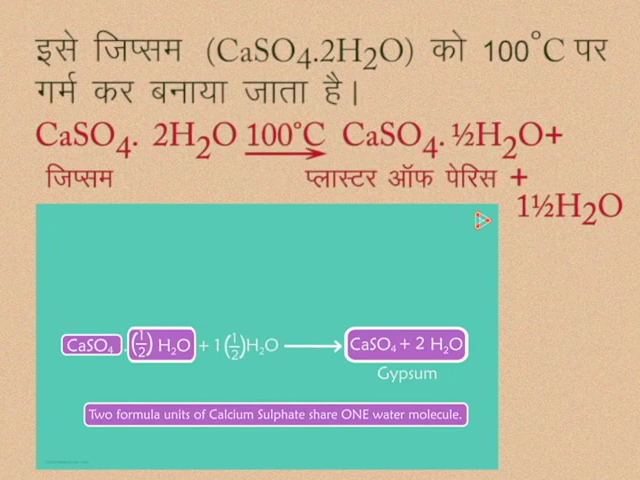 इसे जिप्सम (CaSO₄.2H₂O) को 100°C पर
गर्म कर बनाया जाता है।
CaSO₄. 2H₂O 100°C CaSO₄. ½H₂O+
जिप्सम प्लास्टर ऑफ पेरिस +
1½H₂O
CaSO₄ . (1/2) H₂O + 1(1/2)H₂O ⟶ CaSO₄ + 2 H₂O
Gypsum
Two formula units of Calcium Sulphate share ONE water molecule.